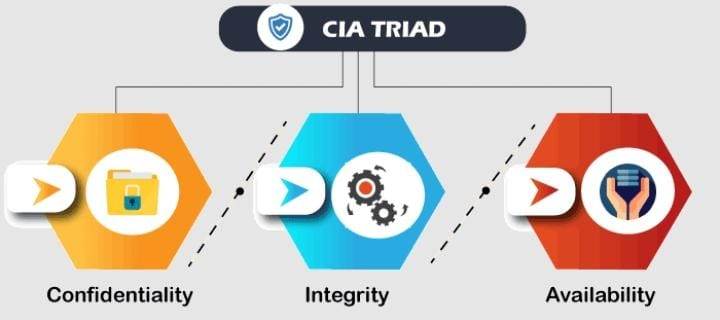 CIA TRIAD
Confidentiality
Integrity
Availability